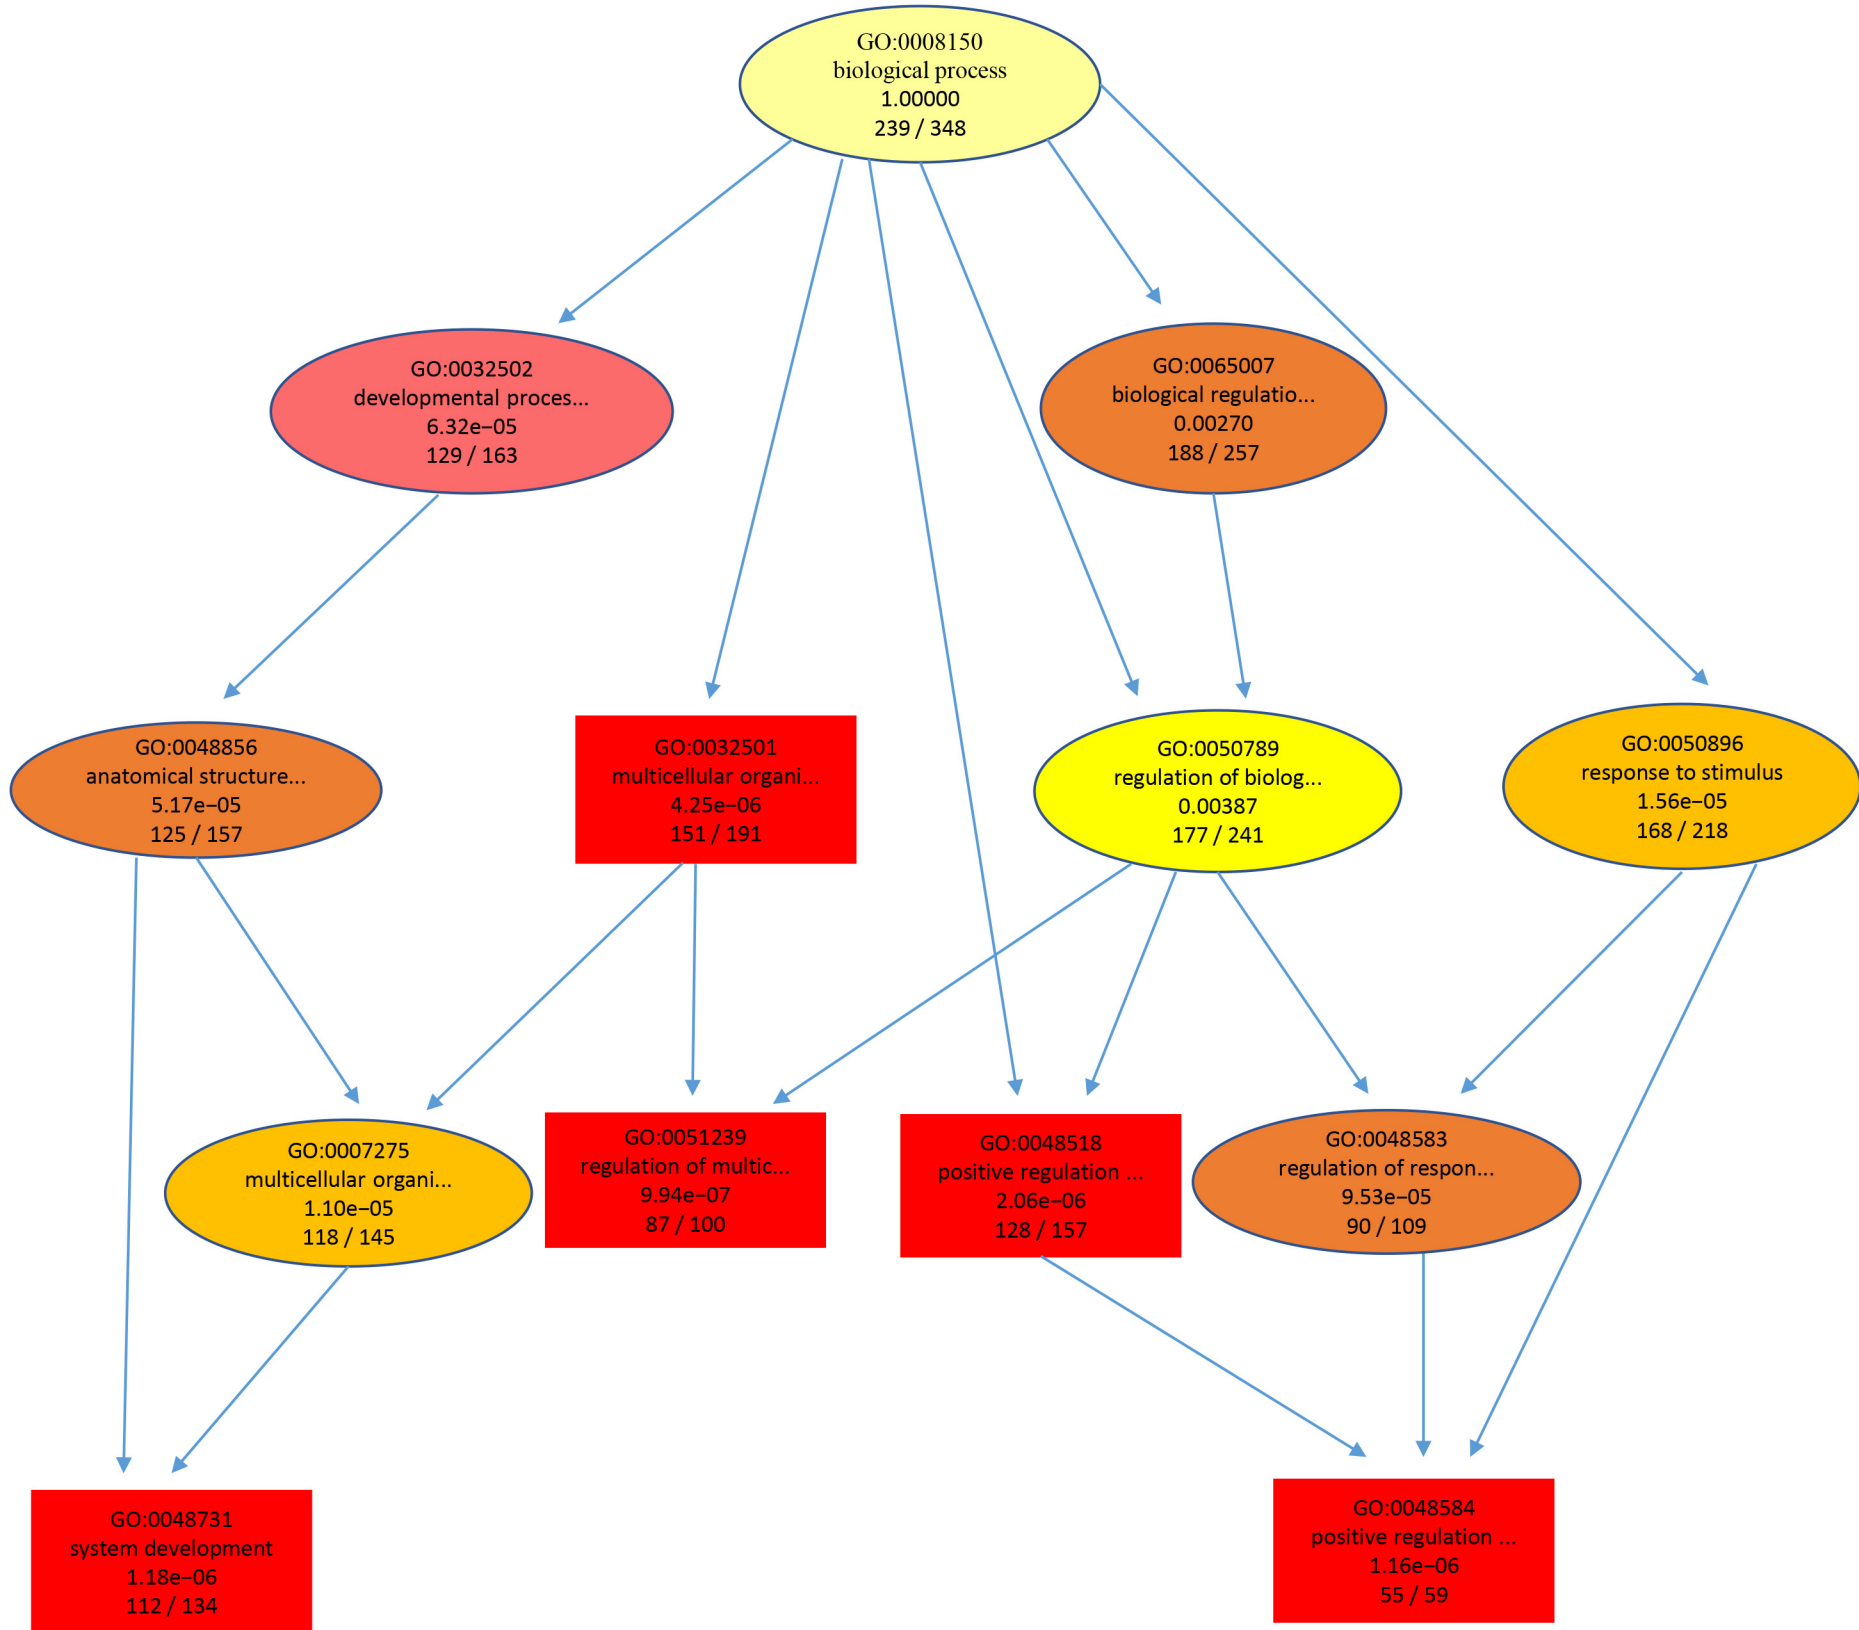 GO:0008150
biological process
1.00000
239 / 348
GO:0032502
developmental proces...
6.32e−05
129 / 163
GO:0065007
biological regulatio...
0.00270
188 / 257
GO:0048856
anatomical structure...
5.17e−05
125 / 157
GO:0032501
multicellular organi...
4.25e−06
151 / 191
GO:0050789
regulation of biolog...
0.00387
177 / 241
GO:0050896
response to stimulus
1.56e−05
168 / 218
GO:0007275
multicellular organi...
1.10e−05
118 / 145
GO:0051239
regulation of multic...
9.94e−07
87 / 100
GO:0048518
positive regulation ...
2.06e−06
128 / 157
GO:0048583
regulation of respon...
9.53e−05
90 / 109
GO:0048731
system development
1.18e−06
112 / 134
GO:0048584
positive regulation ...
1.16e−06
55 / 59